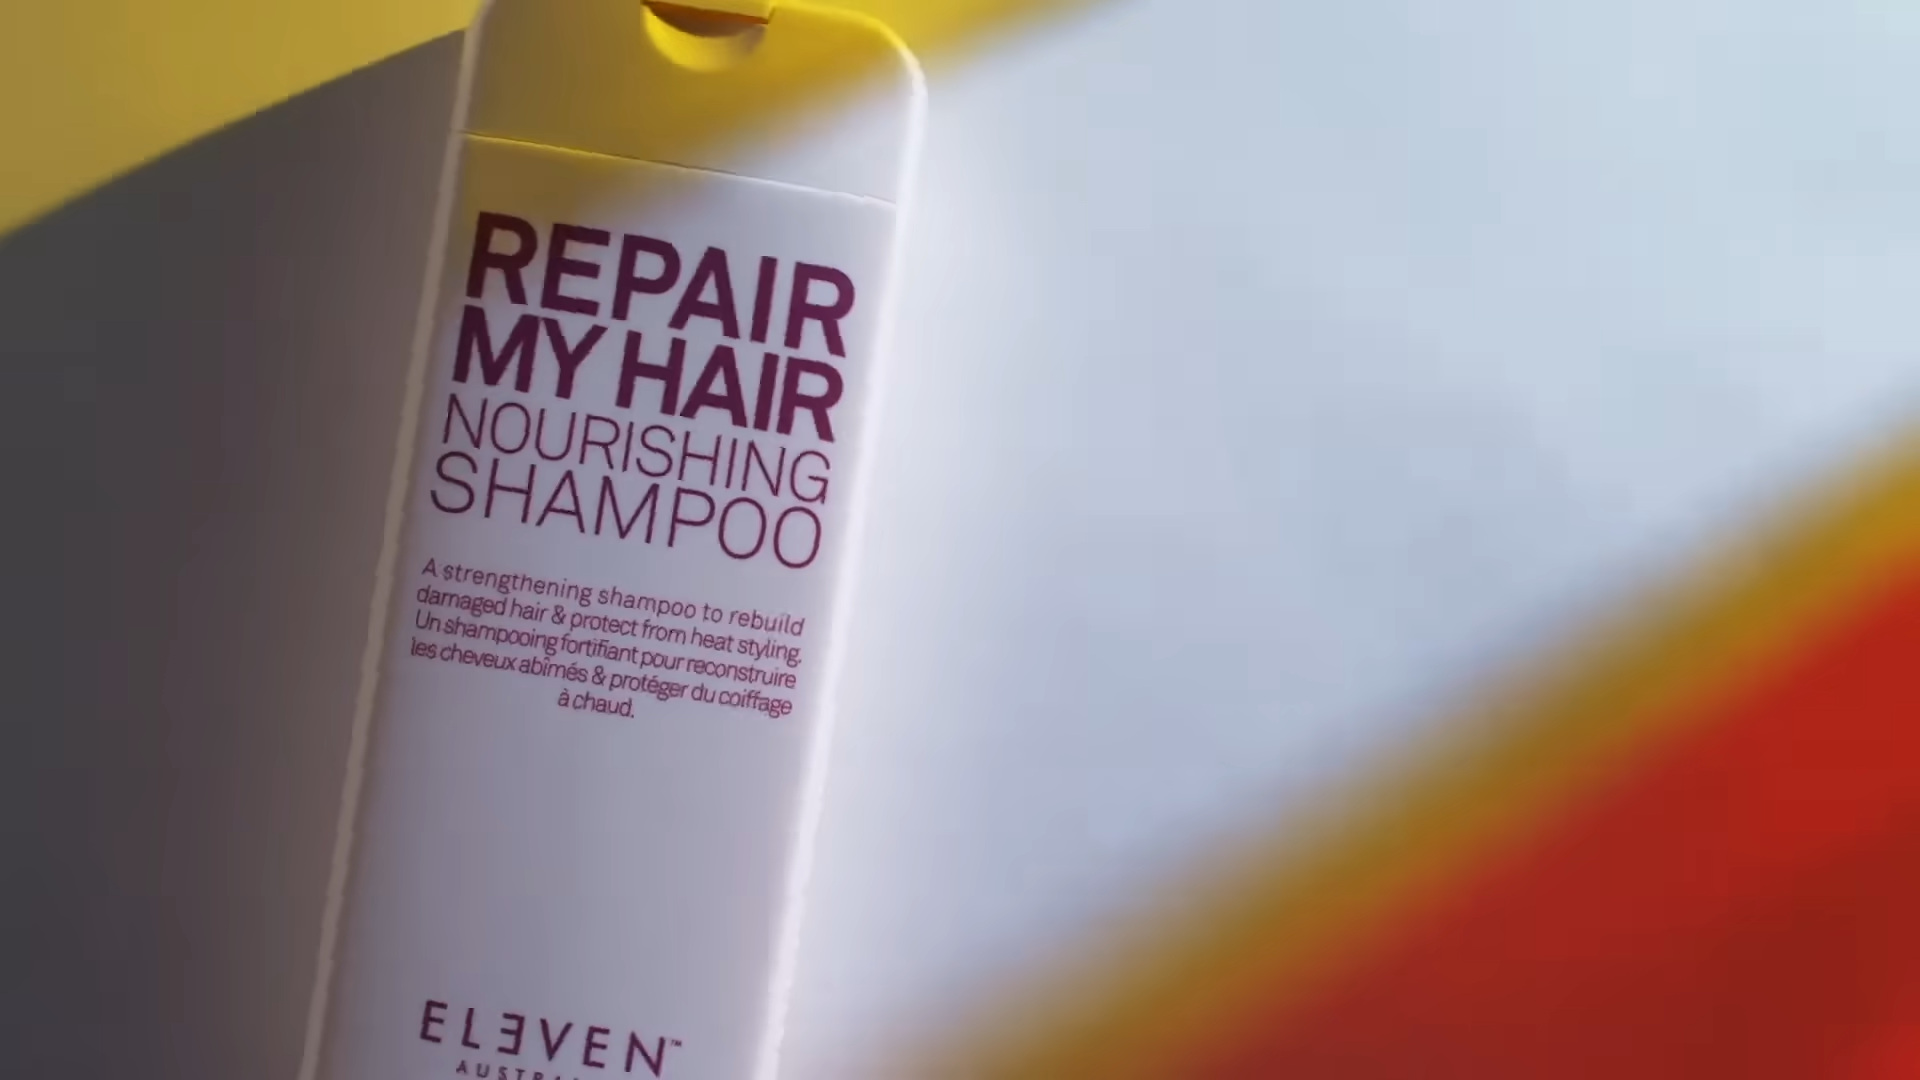 REPAIR
MY HAIR
NOURISHING
SHAMPOO
A strengthening shampoo to rebuild
damaged hair & protect from heat styling.
Un shampooing fortifiant pour reconstruire
les cheveux abîmés & protéger du coiffage
à chaud.
ELƎVEN™